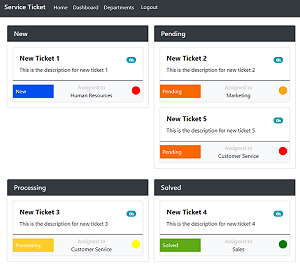 Service Ticket Home Dashboard Departments Logout
New
New Ticket 1
This is the description for new ticket 1
New
Assigned to
Human Resources
Pending
New Ticket 2
This is the description for new ticket 2
Pending
Assigned to
Marketing
New Ticket 5
This is the description for new ticket 5
Pending
Assigned to
Customer Service
Processing
New Ticket 3
This is the description for new ticket 3
Processing
Assigned to
Customer Service
Solved
New Ticket 4
This is the description for new ticket 4
Solved
Assigned to
Sales